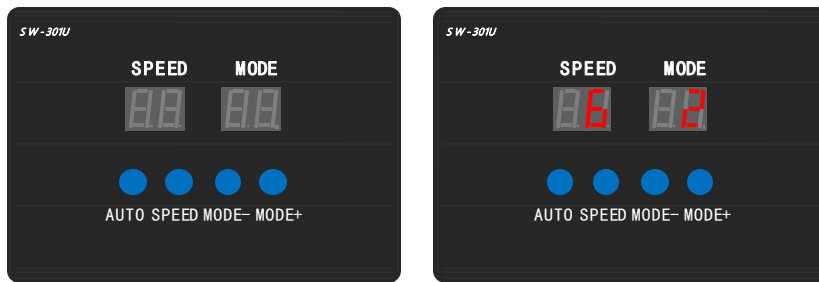 SW-301U
SPEED MODE
AUTO SPEED MODE- MODE+
SW-301U
SPEED MODE
6 2
AUTO SPEED MODE- MODE+